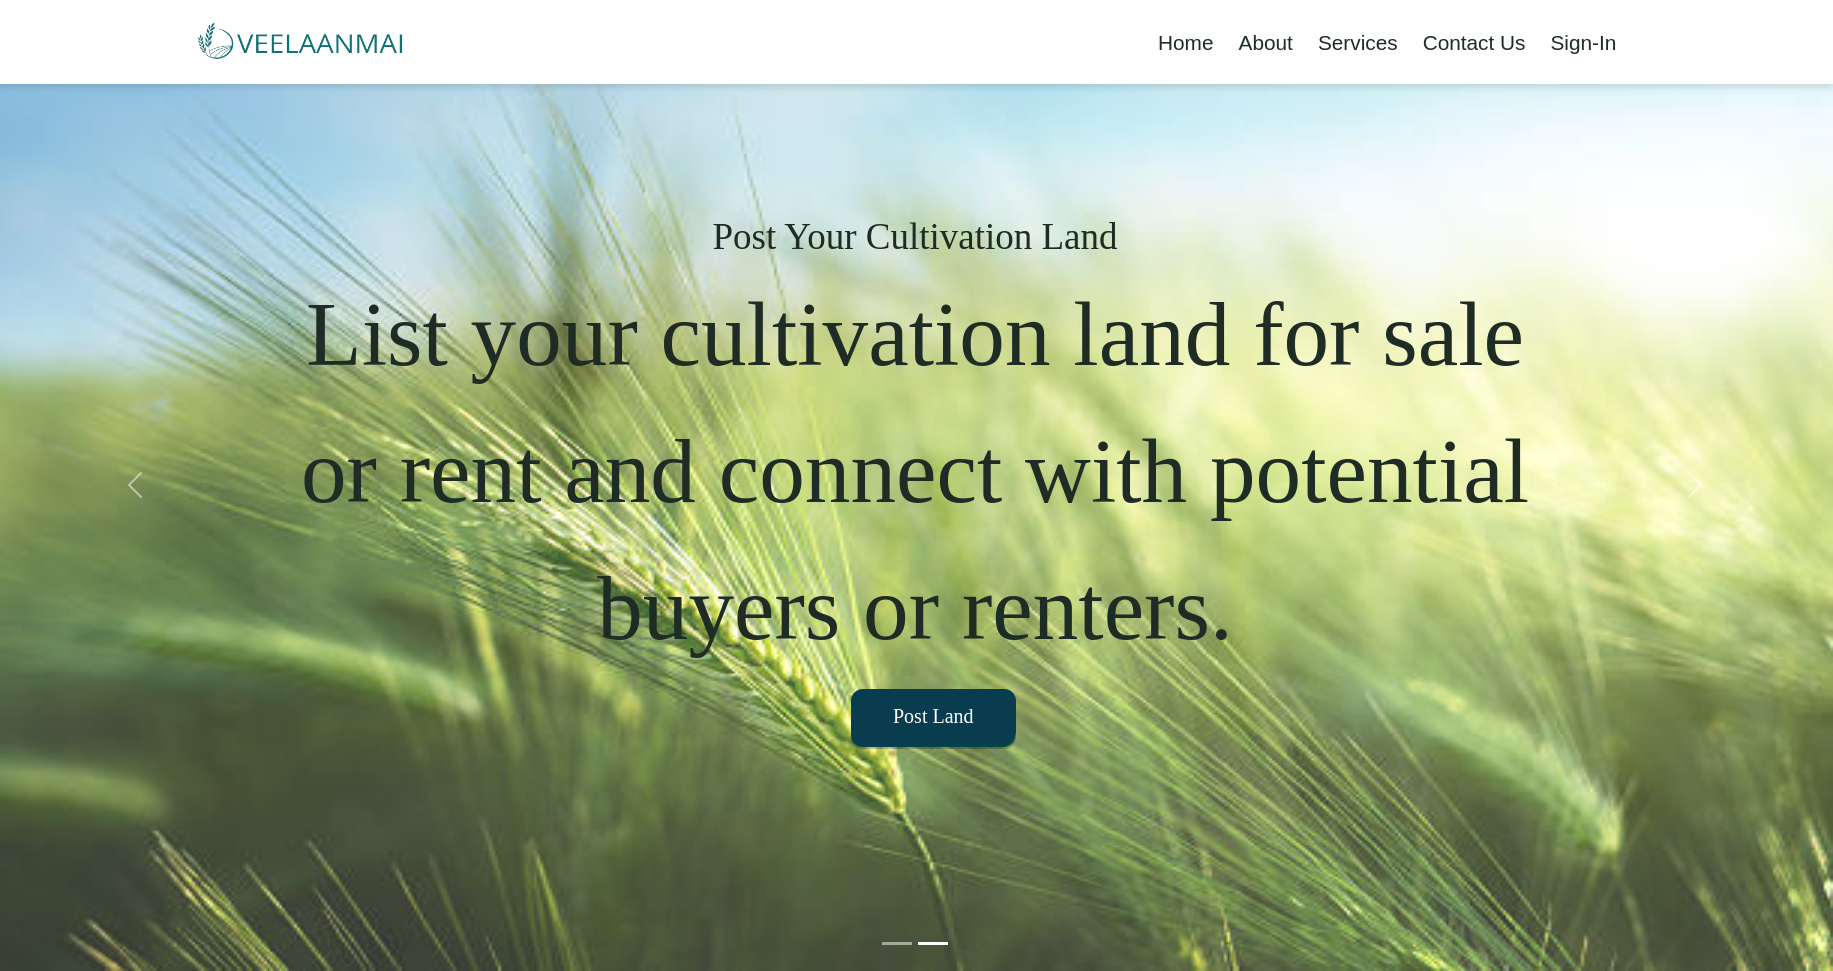 VEELAANMAI
Home About Services Contact Us Sign-In
Post Your Cultivation Land
List your cultivation land for sale
or rent and connect with potential
buyers or renters.
Post Land